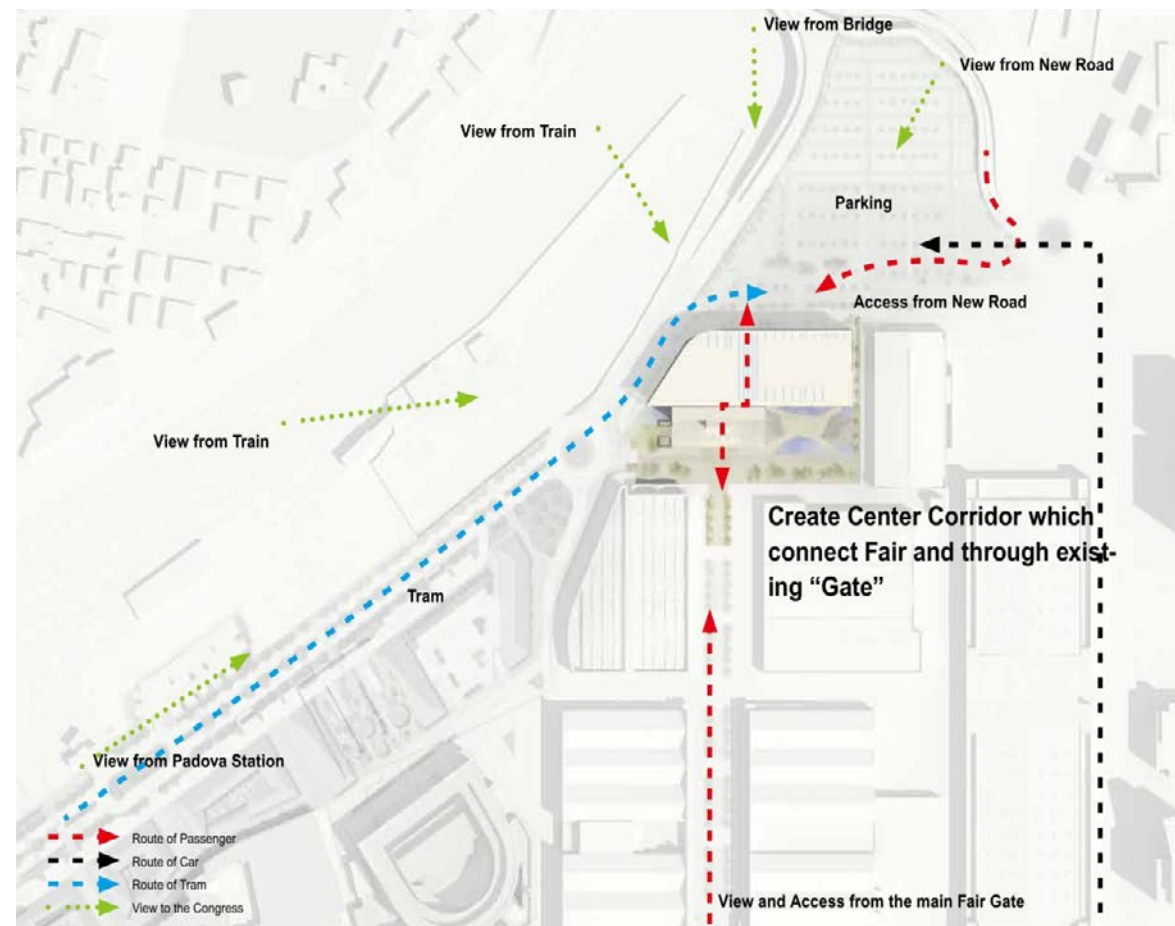 View from Bridge
View from New Road
View from Train
Parking
Access from New Road
View from Train
Create Center Corridor which
connect Fair and through exist-
ing “Gate”
Tram
View from Padova Station
Route of Passenger
Route of Car
Route of Tram
View to the Congress
View and Access from the main Fair Gate